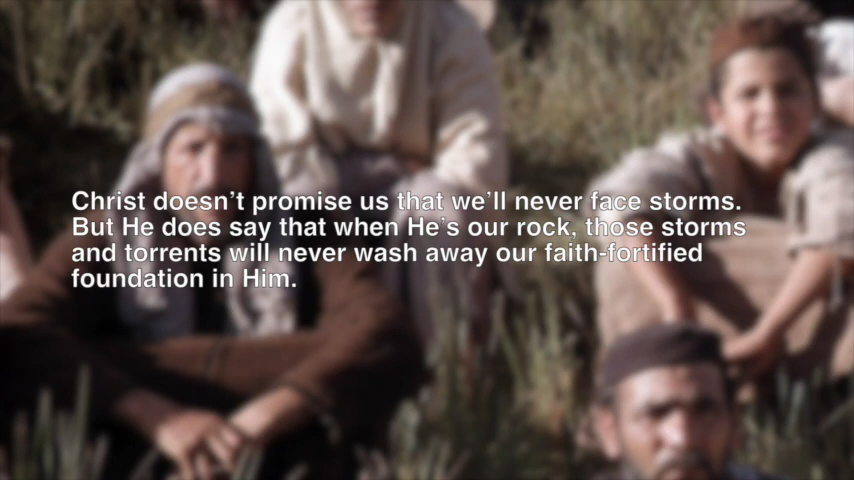 Christ doesn’t promise us that we’ll never face storms.
But He does say that when He’s our rock, those storms
and torrents will never wash away our faith-fortified
foundation in Him.